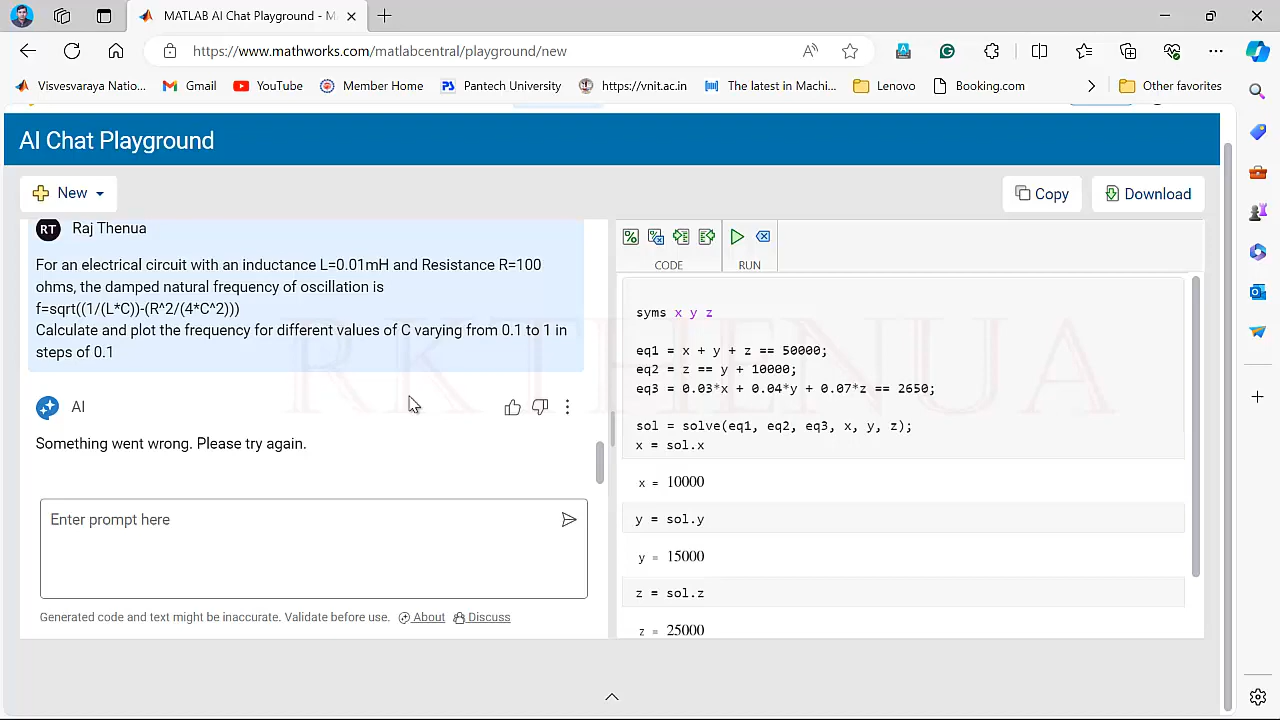 MATLAB AI Chat Playground - M
https://www.mathworks.com/matlabcentral/playground/new
Visvesvaraya Natio...
Gmail
YouTube
Member Home
Pantech University
https://vnit.ac.in
The latest in Machi...
Lenovo
Booking.com
Other favorites
AI Chat Playground
New
Copy
Download
RT Raj Thenua
For an electrical circuit with an inductance L=0.01mH and Resistance R=100
ohms, the damped natural frequency of oscillation is
f=sqrt((1/(L*C))-(R^2/(4*C^2)))
Calculate and plot the frequency for different values of C varying from 0.1 to 1 in
steps of 0.1
AI
Something went wrong. Please try again.
Enter prompt here
Generated code and text might be inaccurate. Validate before use. About Discuss
CODE
RUN
syms x y z
eq1 = x + y + z == 50000;
eq2 = z == y + 10000;
eq3 = 0.03*x + 0.04*y + 0.07*z == 2650;
sol = solve(eq1, eq2, eq3, x, y, z);
x = sol.x
x = 10000
y = sol.y
y = 15000
z = sol.z
z = 25000
RK THENUA